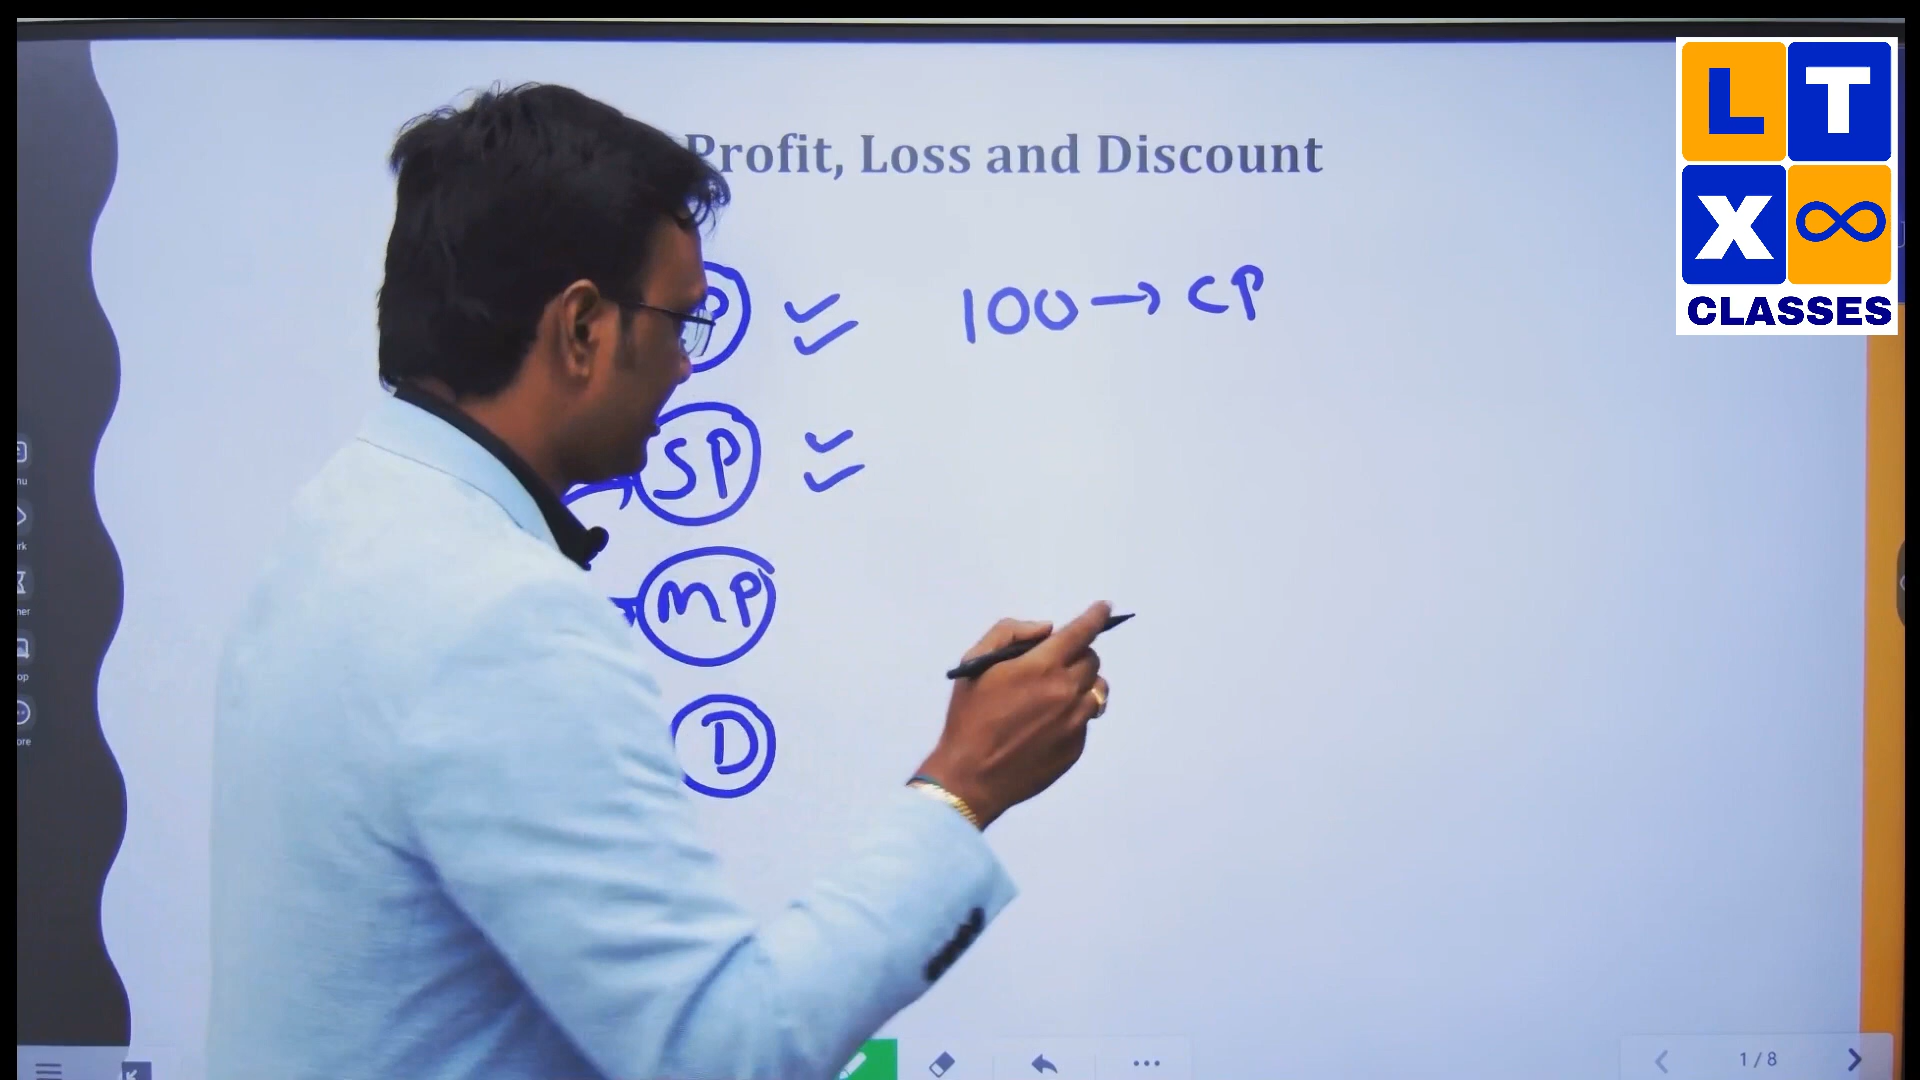 Profit, Loss and Discount
P 100 → CP
SP
MP
D
L T
X ∞
CLASSES
1 / 8